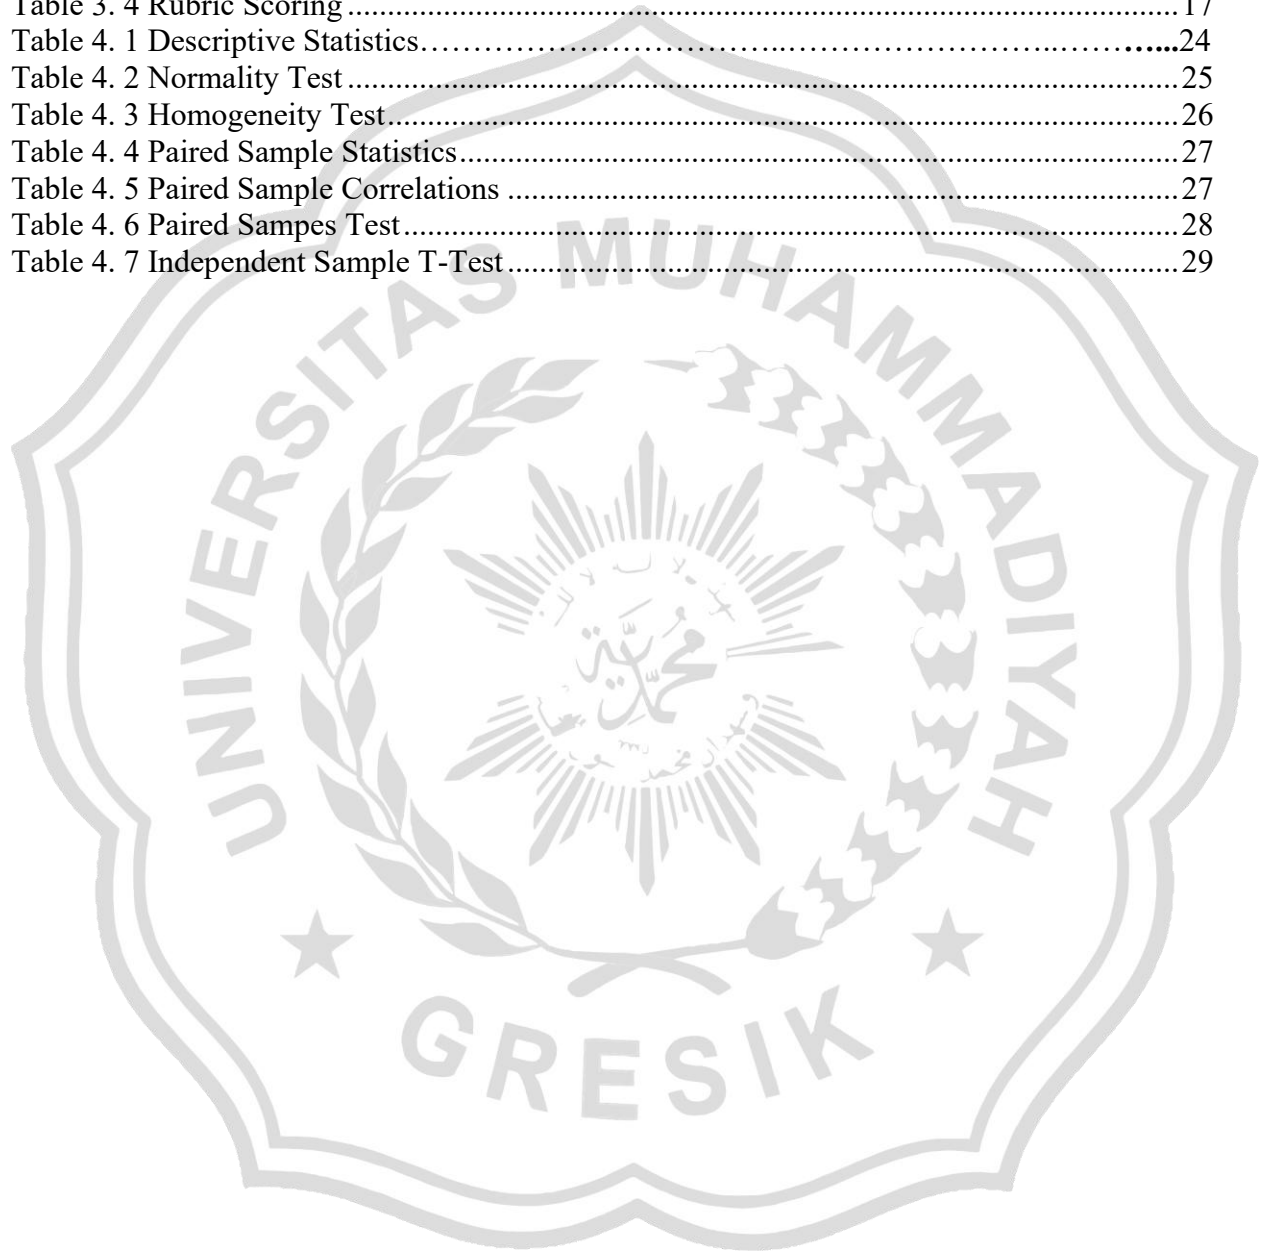 Table 3. 4 Rubric Scoring........................................................................................................17
Table 4. 1 Descriptive Statistics…………………………….…………………….…….…...24
Table 4. 2 Normality Test........................................................................................................25
Table 4. 3 Homogeneity Test...................................................................................................26
Table 4. 4 Paired Sample Statistics..........................................................................................27
Table 4. 5 Paired Sample Correlations ....................................................................................27
Table 4. 6 Paired Sampes Test.................................................................................................28
Table 4. 7 Independent Sample T-Test....................................................................................29
UNIVERSITAS MUHAMMADIYAH
GRESIK